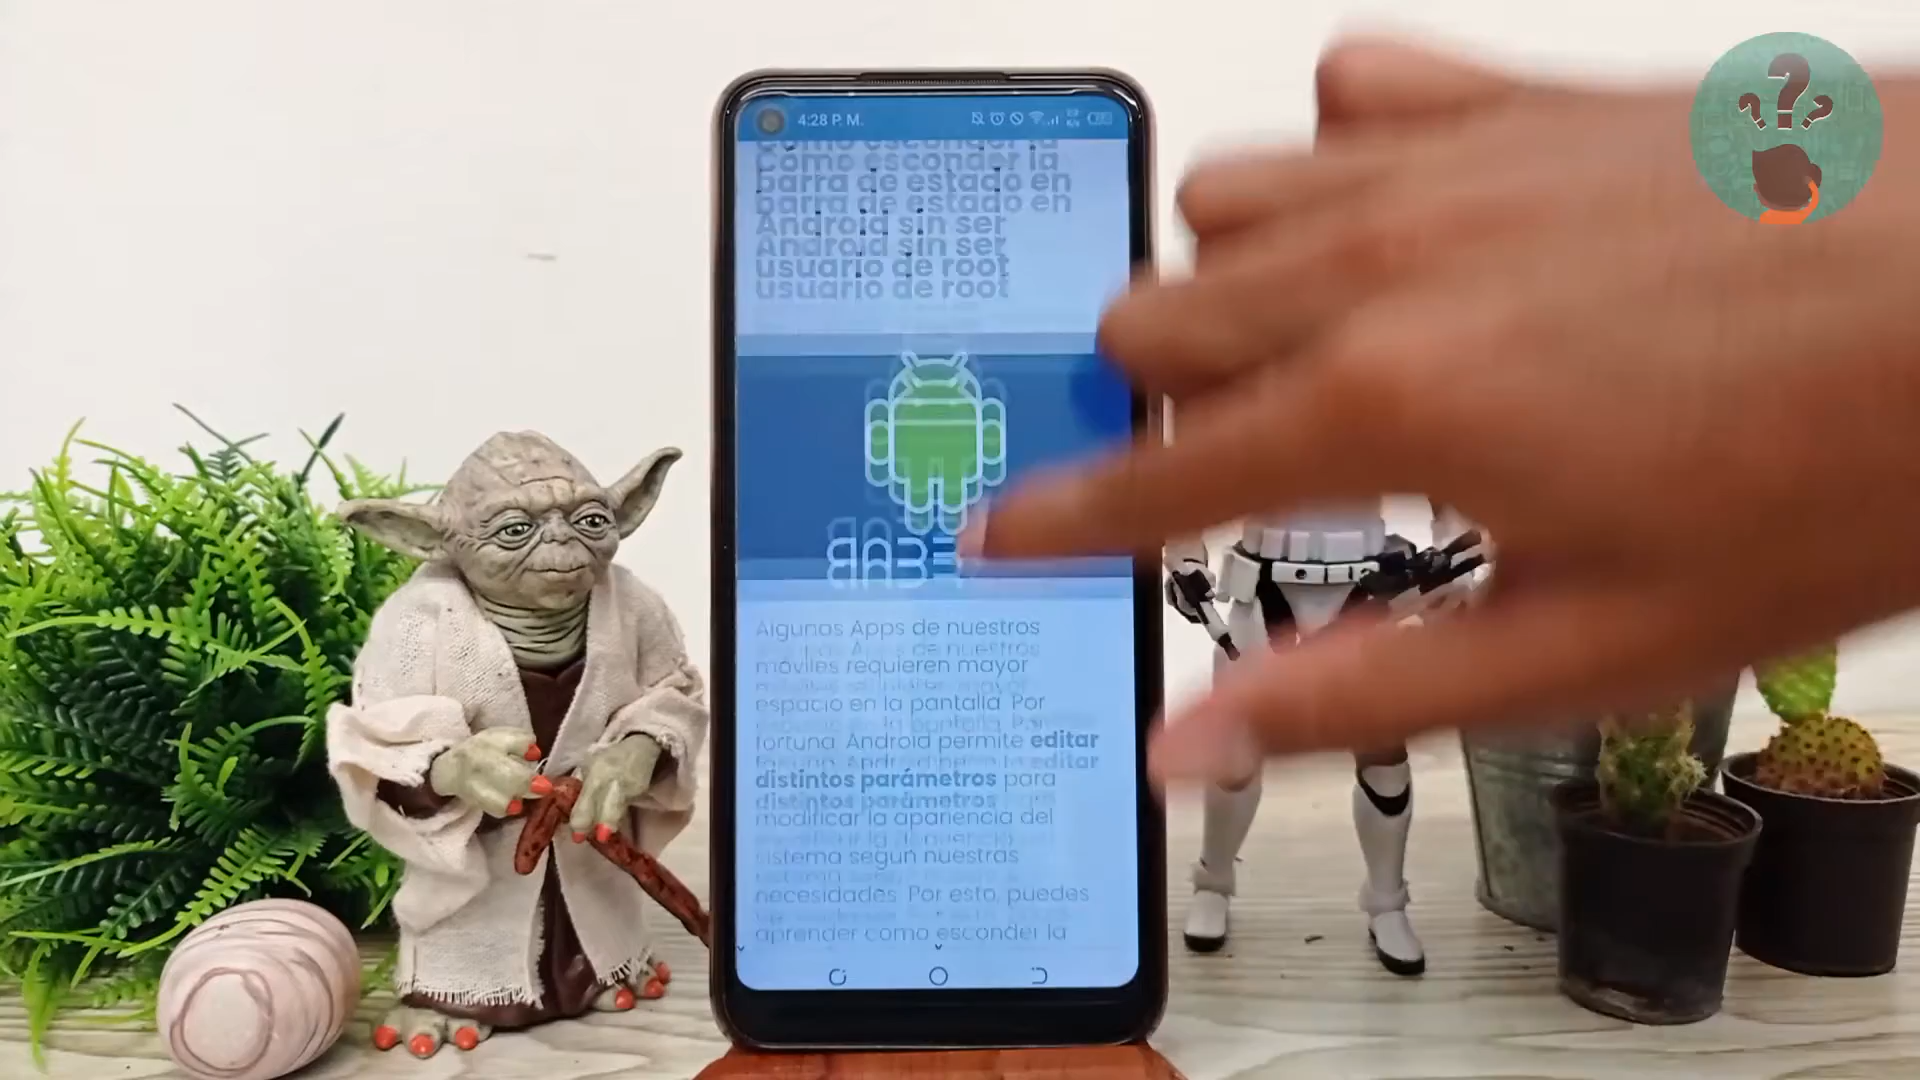 4:28 P. M.
Cómo esconder la
barra de estado en
Android sin ser
usuario de root
Algunas Apps de nuestros
móviles requieren mayor
espacio en la pantalla. Por
fortuna, Android permite editar
distintos parámetros para
modificar la apariencia del
sistema según nuestras
necesidades. Por esto, puedes
aprender como esconder la